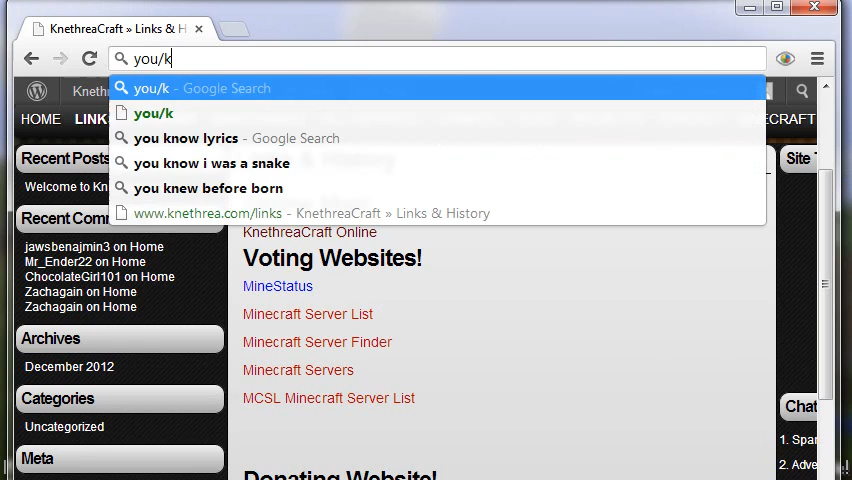 KnethreaCraft » Links & H
you/k
you/k - Google Search
you/k
you know lyrics - Google Search
you know i was a snake
you knew before born
www.knethrea.com/links - KnethreaCraft » Links & History
HOME
Recent Posts
Welcome to Kn
Recent Comm
jawsbenajmin3 on Home
Mr_Ender22 on Home
ChocolateGirl101 on Home
Zachagain on Home
Zachagain on Home
Archives
December 2012
Categories
Uncategorized
Meta
KnethreaCraft Online
Voting Websites!
MineStatus
Minecraft Server List
Minecraft Server Finder
Minecraft Servers
MCSL Minecraft Server List
Donating Website!
ECRAFT
Site
Chat
1. Spa
2. Adve